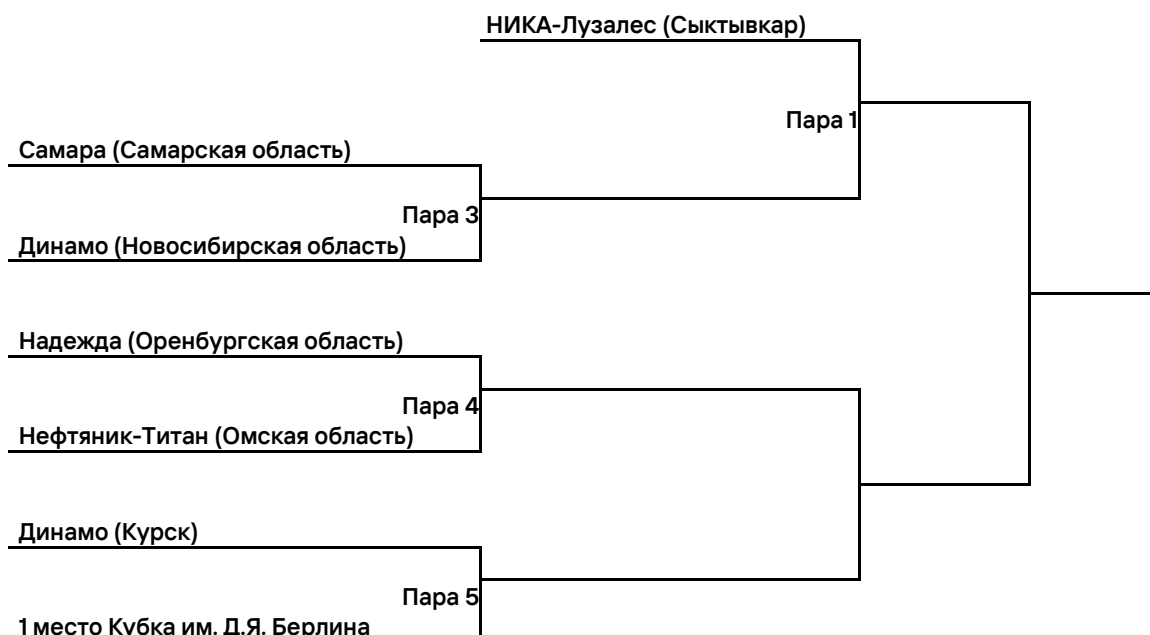 НИКА-Лузалес (Сыктывкар)
Пара 1
Самара (Самарская область)
Пара 3
Динамо (Новосибирская область)
Надежда (Оренбургская область)
Пара 4
Нефтяник-Титан (Омская область)
Динамо (Курск)
Пара 5
1 место Кубка им. Д.Я. Берлина